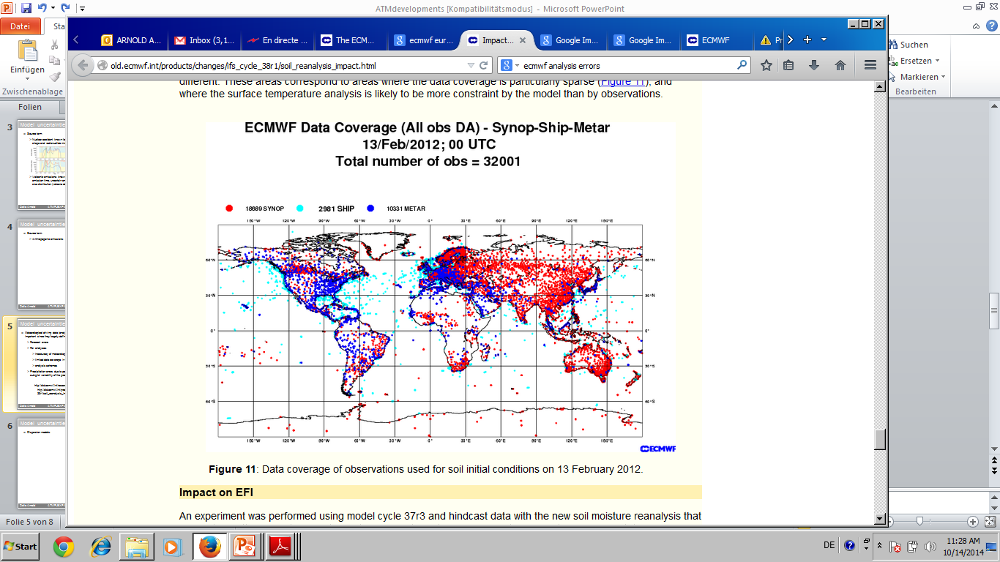 ATMdevelopments [Kompatibilitätsmodus] - Microsoft PowerPoint
Datei
Sta
Einfügen
Zwischenablage
Folien
3
4
5
6
Folie 5 von 8
Suchen
Ersetzen
Markieren
Bearbeiten
ARNOLD A...
Inbox (3,1...
En directe ...
The ECM...
ecmwf eur...
Impact...
Google Im...
Google Im...
ECMWF
Pr
old.ecmwf.int/products/changes/ifs_cycle_38r1/soil_reanalysis_impact.html
ecmwf analysis errors
different. These areas correspond to areas where the data coverage is particularly sparse (Figure 11), and
where the surface temperature analysis is likely to be more constraint by the model than by observations.
ECMWF Data Coverage (All obs DA) - Synop-Ship-Metar
13/Feb/2012; 00 UTC
Total number of obs = 32001
18689 SYNOP 2981 SHIP 10331 METAR
150°W 120°W 90°W 60°W 30°W 0° 30°E 60°E 90°E 120°E 150°E
60°N 60°N
30°N 30°N
0° 0°
30°S 30°S
60°S 60°S
150°W 120°W 90°W 60°W 30°W 0° 30°E 60°E 90°E 120°E 150°E
ECMWF
Figure 11: Data coverage of observations used for soil initial conditions on 13 February 2012.
Impact on EFI
An experiment was performed using model cycle 37r3 and hindcast data with the new soil moisture reanalysis that
Start
DE
11:28 AM
10/14/2014